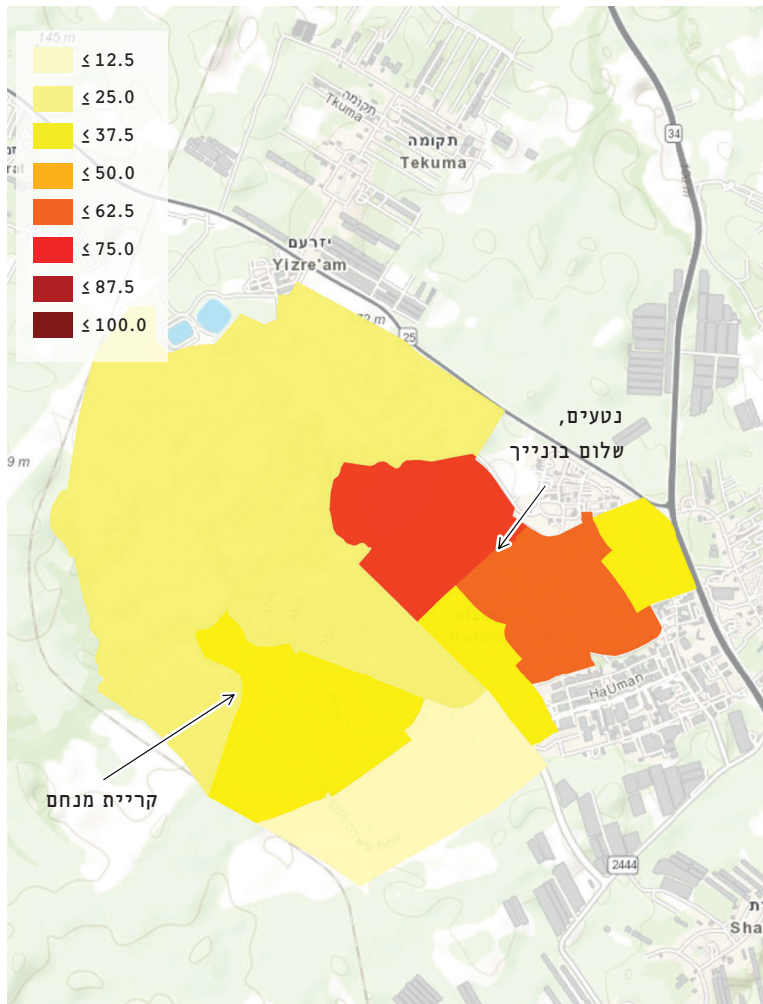 145 m
≤ 12.5
≤ 25.0
≤ 37.5
≤ 50.0
≤ 62.5
≤ 75.0
≤ 87.5
≤ 100.0
תקומה
Tkuma
תקומה
Tekuma
34
יזרעם
Yizre'am
25
נטעים,
שלום בונייך
9 m
HaUman
קריית מנחם
2444
Sha